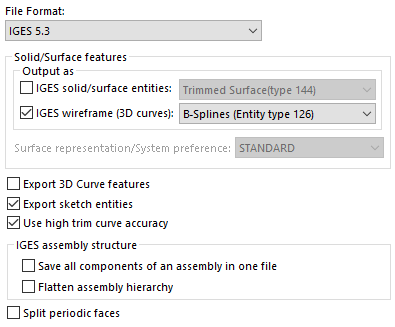 File Format:
IGES 5.3
Solid/Surface features
Output as
IGES solid/surface entities: Trimmed Surface(type 144)
IGES wireframe (3D curves): B-Splines (Entity type 126)
Surface representation/System preference: STANDARD
Export 3D Curve features
Export sketch entities
Use high trim curve accuracy
IGES assembly structure
Save all components of an assembly in one file
Flatten assembly hierarchy
Split periodic faces